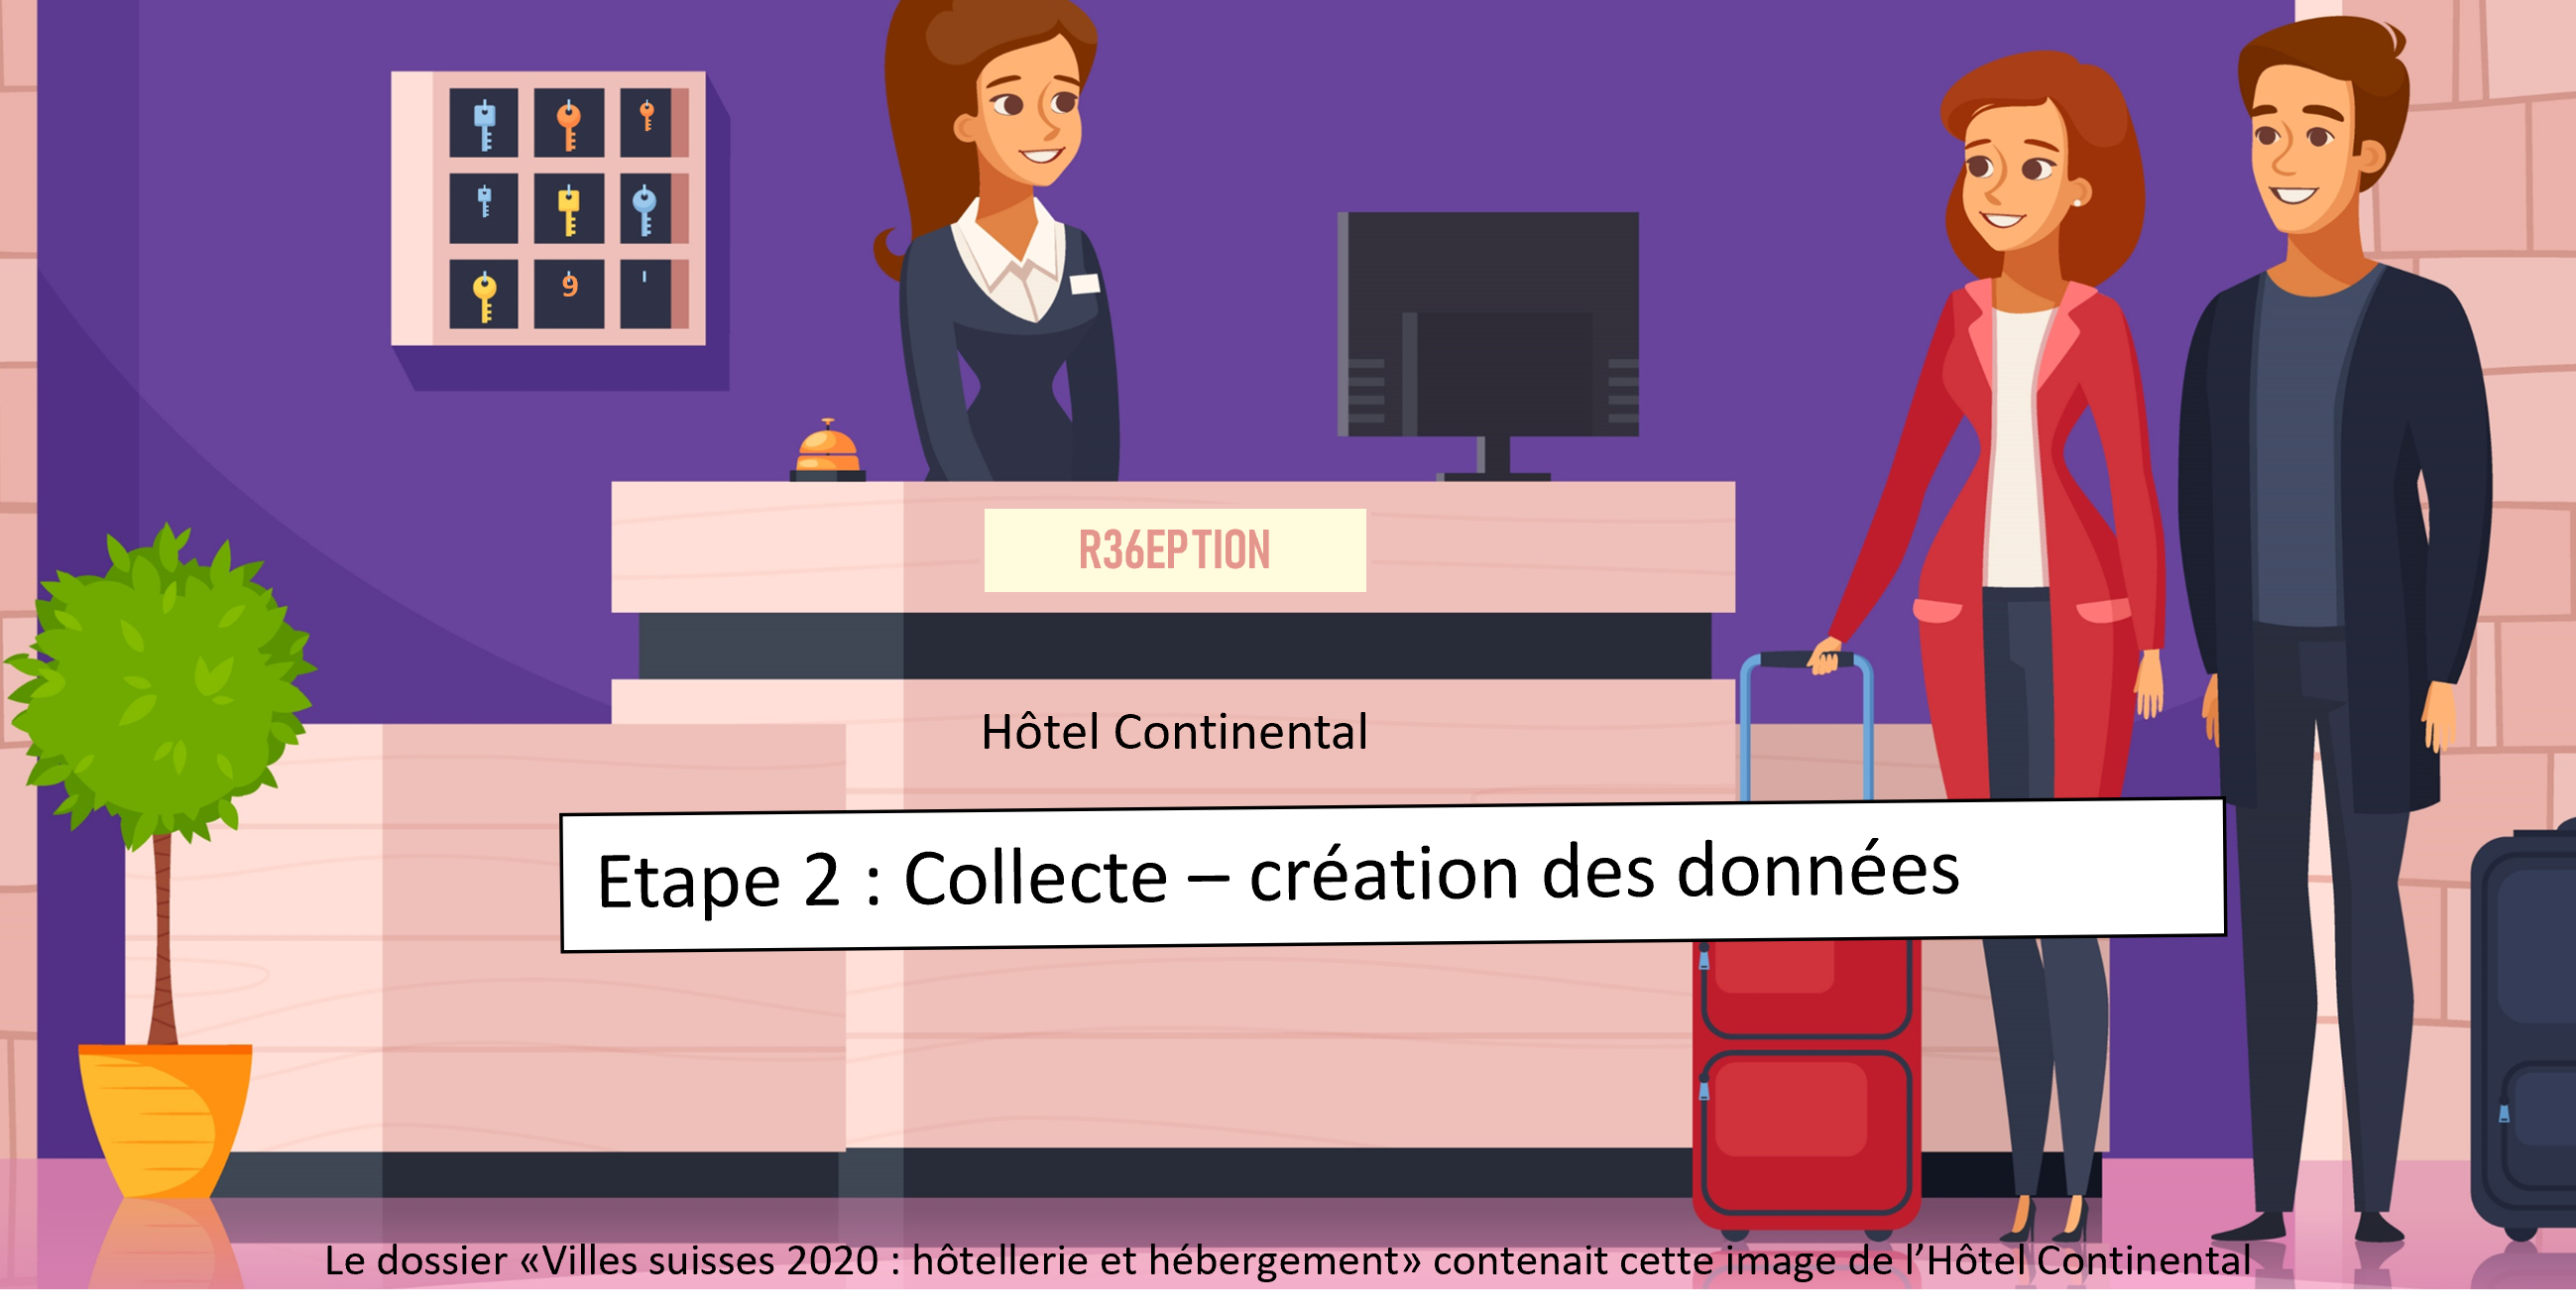 9
'
R36EPTION
Hôtel Continental
Etape 2 : Collecte – création des données
Le dossier «Villes suisses 2020 : hôtellerie et hébergement» contenait cette image de l’Hôtel Continental